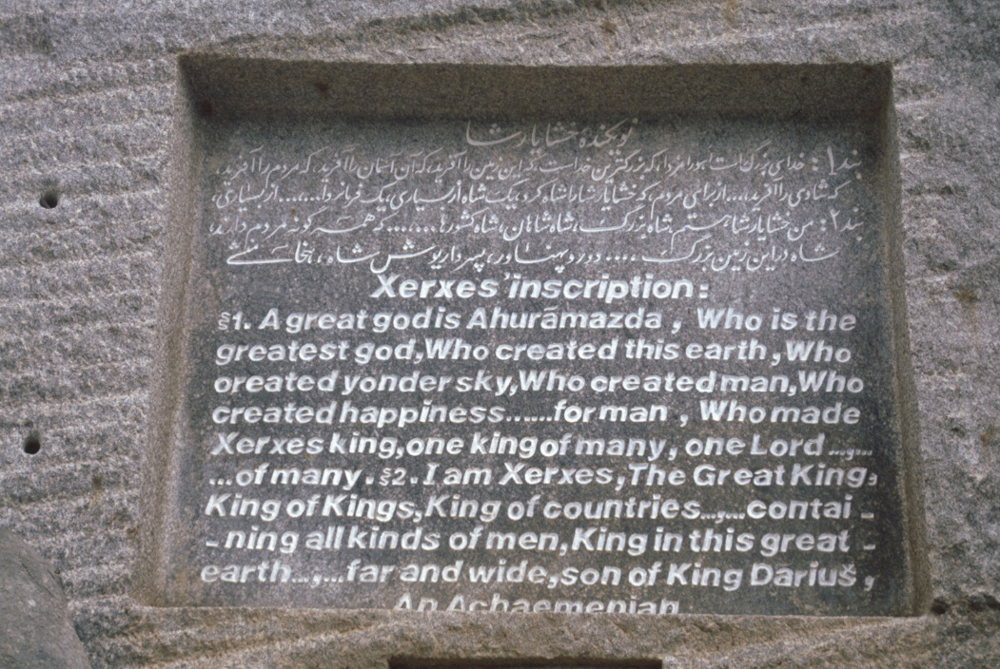 نویکندهٔ خشایارشا
بند ۱: خدای بزرگ است اهورامزدا، که بزرگترین خداست، که این زمین را آفرید، که آن آسمان را آفرید، که مردم را آفرید،
که شادی را آفرید،... از برای مردم که خشایارشا را شاه کرد، یک شاه از بسیاری، یک فرمانروا...،... از بسیاری،
بند ۲: من خشایارشا هستم، شاه بزرگ، شاه شاهان، شاه کشورها...،... که همه گونه مردم دارند،
شاه در این زمین بزرگ .... دور و پهناور، پسر داریوش شاه، هخامنشی
Xerxes' inscription:
§1. A great god is Ahurāmazda , Who is the
greatest god,Who created this earth ,Who
oreated yonder sky,Who created man,Who
created happiness......for man , Who made
Xerxes king,one king of many, one Lord...,...
...of many . §2. I am Xerxes,The Great King,
King of Kings,King of countries...,...contai -
-ning all kinds of men,King in this great -
earth...,...far and wide,son of King Dariuš,
An Achaemenian